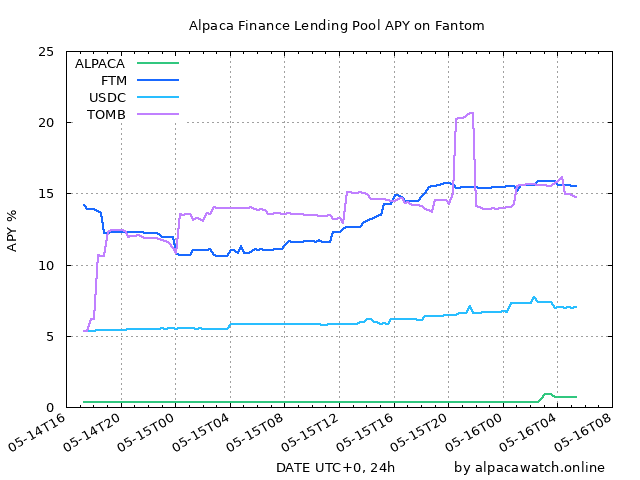 Alpaca Finance Lending Pool APY on Fantom
25
20
15
10
5
0
APY %
ALPACA
FTM
USDC
TOMB
05-14T16
05-14T20
05-15T00
05-15T04
05-15T08
05-15T12
05-15T16
05-15T20
05-16T00
05-16T04
05-16T08
DATE UTC+0, 24h
by alpacawatch.online